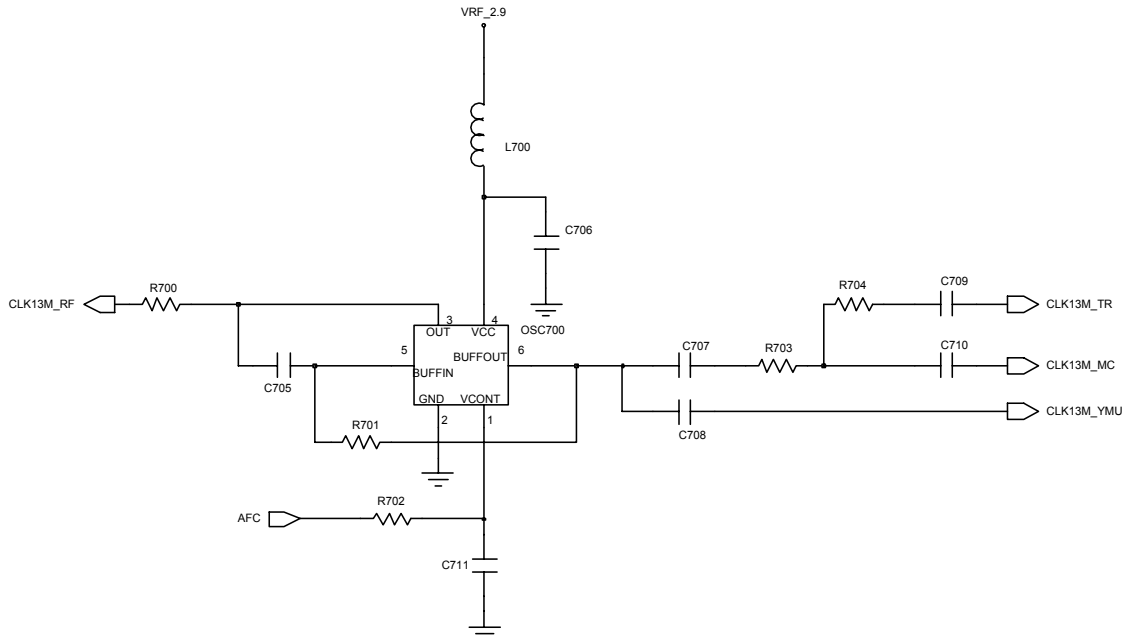 VRF_2.9
L700
C706
R700
R704
C709
CLK13M_RF
CLK13M_TR
3
4
OSC700
OUT
VCC
5
6
C707
R703
C710
BUFFOUT
CLK13M_MC
BUFFIN
C705
GND
VCONT
CLK13M_YMU
2
1
R701
C708
R702
AFC
C711